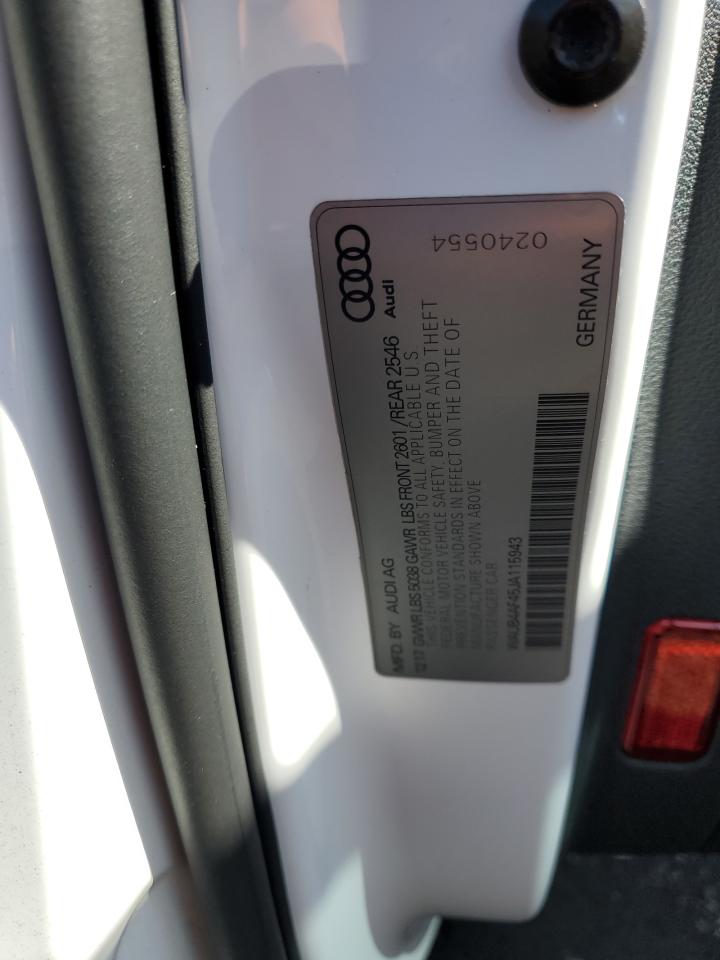 MFD. BY AUDI AG
12/17 GVWR LBS 5038 GAWR LBS FRONT 2601/REAR 2546
THIS VEHICLE CONFORMS TO ALL APPLICABLE U.S.
FEDERAL MOTOR VEHICLE SAFETY, BUMPER AND THEFT
PREVENTION STANDARDS IN EFFECT ON THE DATE OF
MANUFACTURE SHOWN ABOVE
PASSENGER CAR
WAUB4AF45JA115943
Audi
0240554
GERMANY